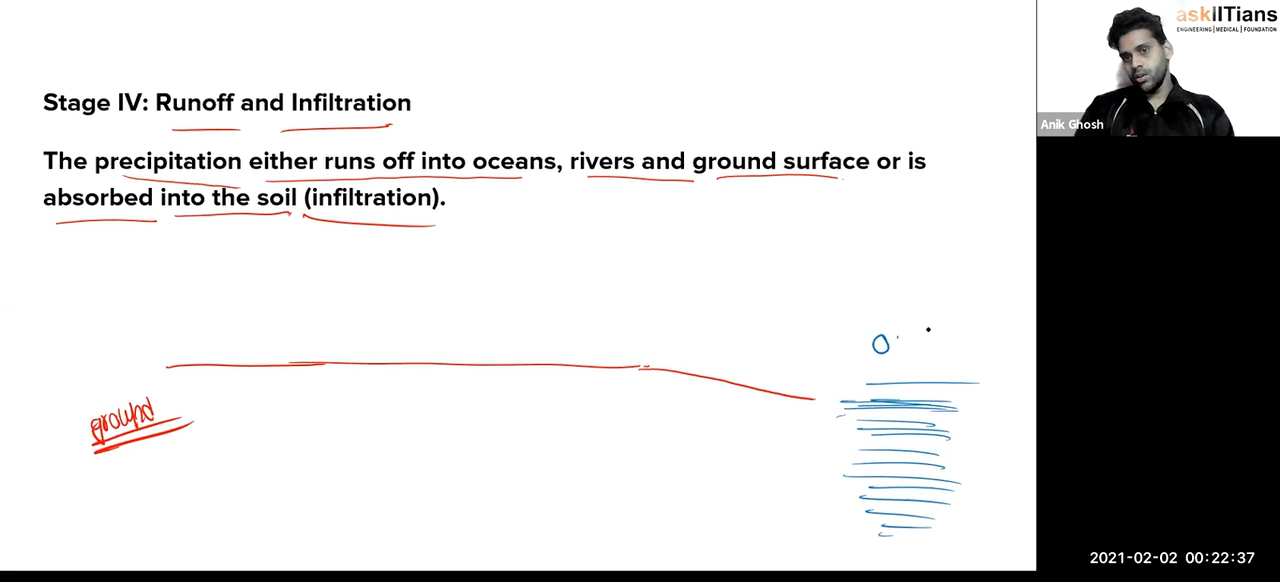 askIITians
ENGINEERING | MEDICAL | FOUNDATION
Stage IV: Runoff and Infiltration
The precipitation either runs off into oceans, rivers and ground surface or is
absorbed into the soil (infiltration).
Anik Ghosh
O
ground
2021-02-02 00:22:37